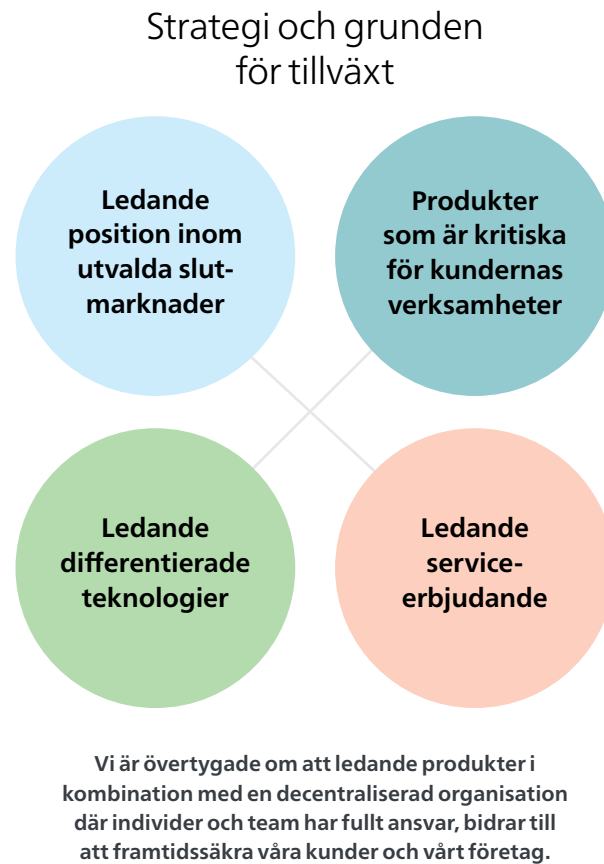 Strategi och grunden
för tillväxt
Ledande
position inom
utvalda slut-
marknader
Produkter
som är kritiska
för kundernas
verksamheter
Ledande
differentierade
teknologier
Ledande
service-
erbjudande
Vi är övertygade om att ledande produkter i
kombination med en decentraliserad organisation
där individer och team har fullt ansvar, bidrar till
att framtidssäkra våra kunder och vårt företag.